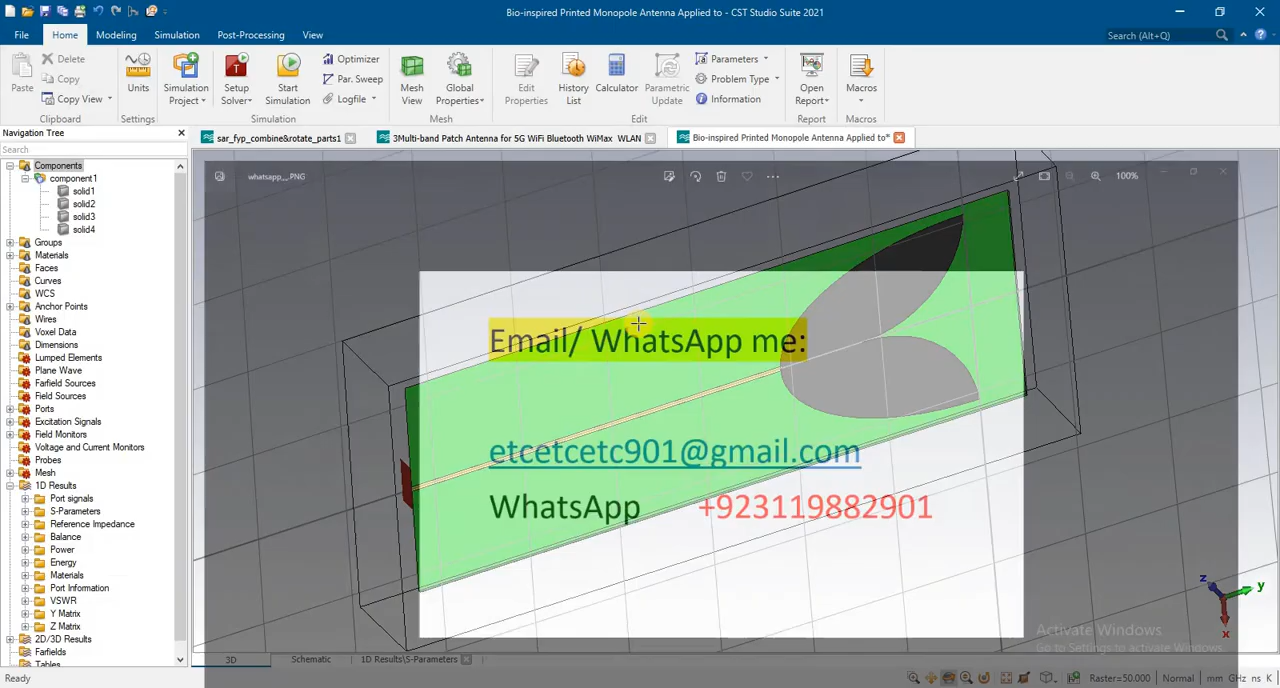 Bio-inspired Printed Monopole Antenna Applied to - CST Studio Suite 2021
File Home Modeling Simulation Post-Processing View Search (Alt+Q)
Paste Delete Copy Copy View Clipboard
Units Settings
Simulation Project Setup Solver Start Simulation Optimizer Par. Sweep Logfile Simulation
Mesh View Global Properties Mesh
Edit Properties History List Calculator Parametric Update Parameters Problem Type Information Edit
Open Report Report
Macros Macros
Navigation Tree
sar_fyp_combine&rotate_parts1 3Multi-band Patch Antenna for 5G WiFi Bluetooth WiMax WLAN Bio-inspired Printed Monopole Antenna Applied to*
Search
Components
component1
solid1
solid2
solid3
solid4
Groups
Materials
Faces
Curves
WCS
Anchor Points
Wires
Voxel Data
Dimensions
Lumped Elements
Plane Wave
Farfield Sources
Field Sources
Ports
Excitation Signals
Field Monitors
Voltage and Current Monitors
Probes
Mesh
1D Results
Port signals
S-Parameters
Reference Impedance
Balance
Power
Energy
Materials
Port Information
VSWR
Y Matrix
Z Matrix
2D/3D Results
Farfields
Tables
whatsapp,,,.PNG 100%
Email/ WhatsApp me:
etcetcetc901@gmail.com
WhatsApp +923119882901
z y x
Activate Windows
Go to Settings to activate Windows.
3D Schematic 1D Results\S-Parameters
Ready Raster=50.000 Normal mm GHz ns K